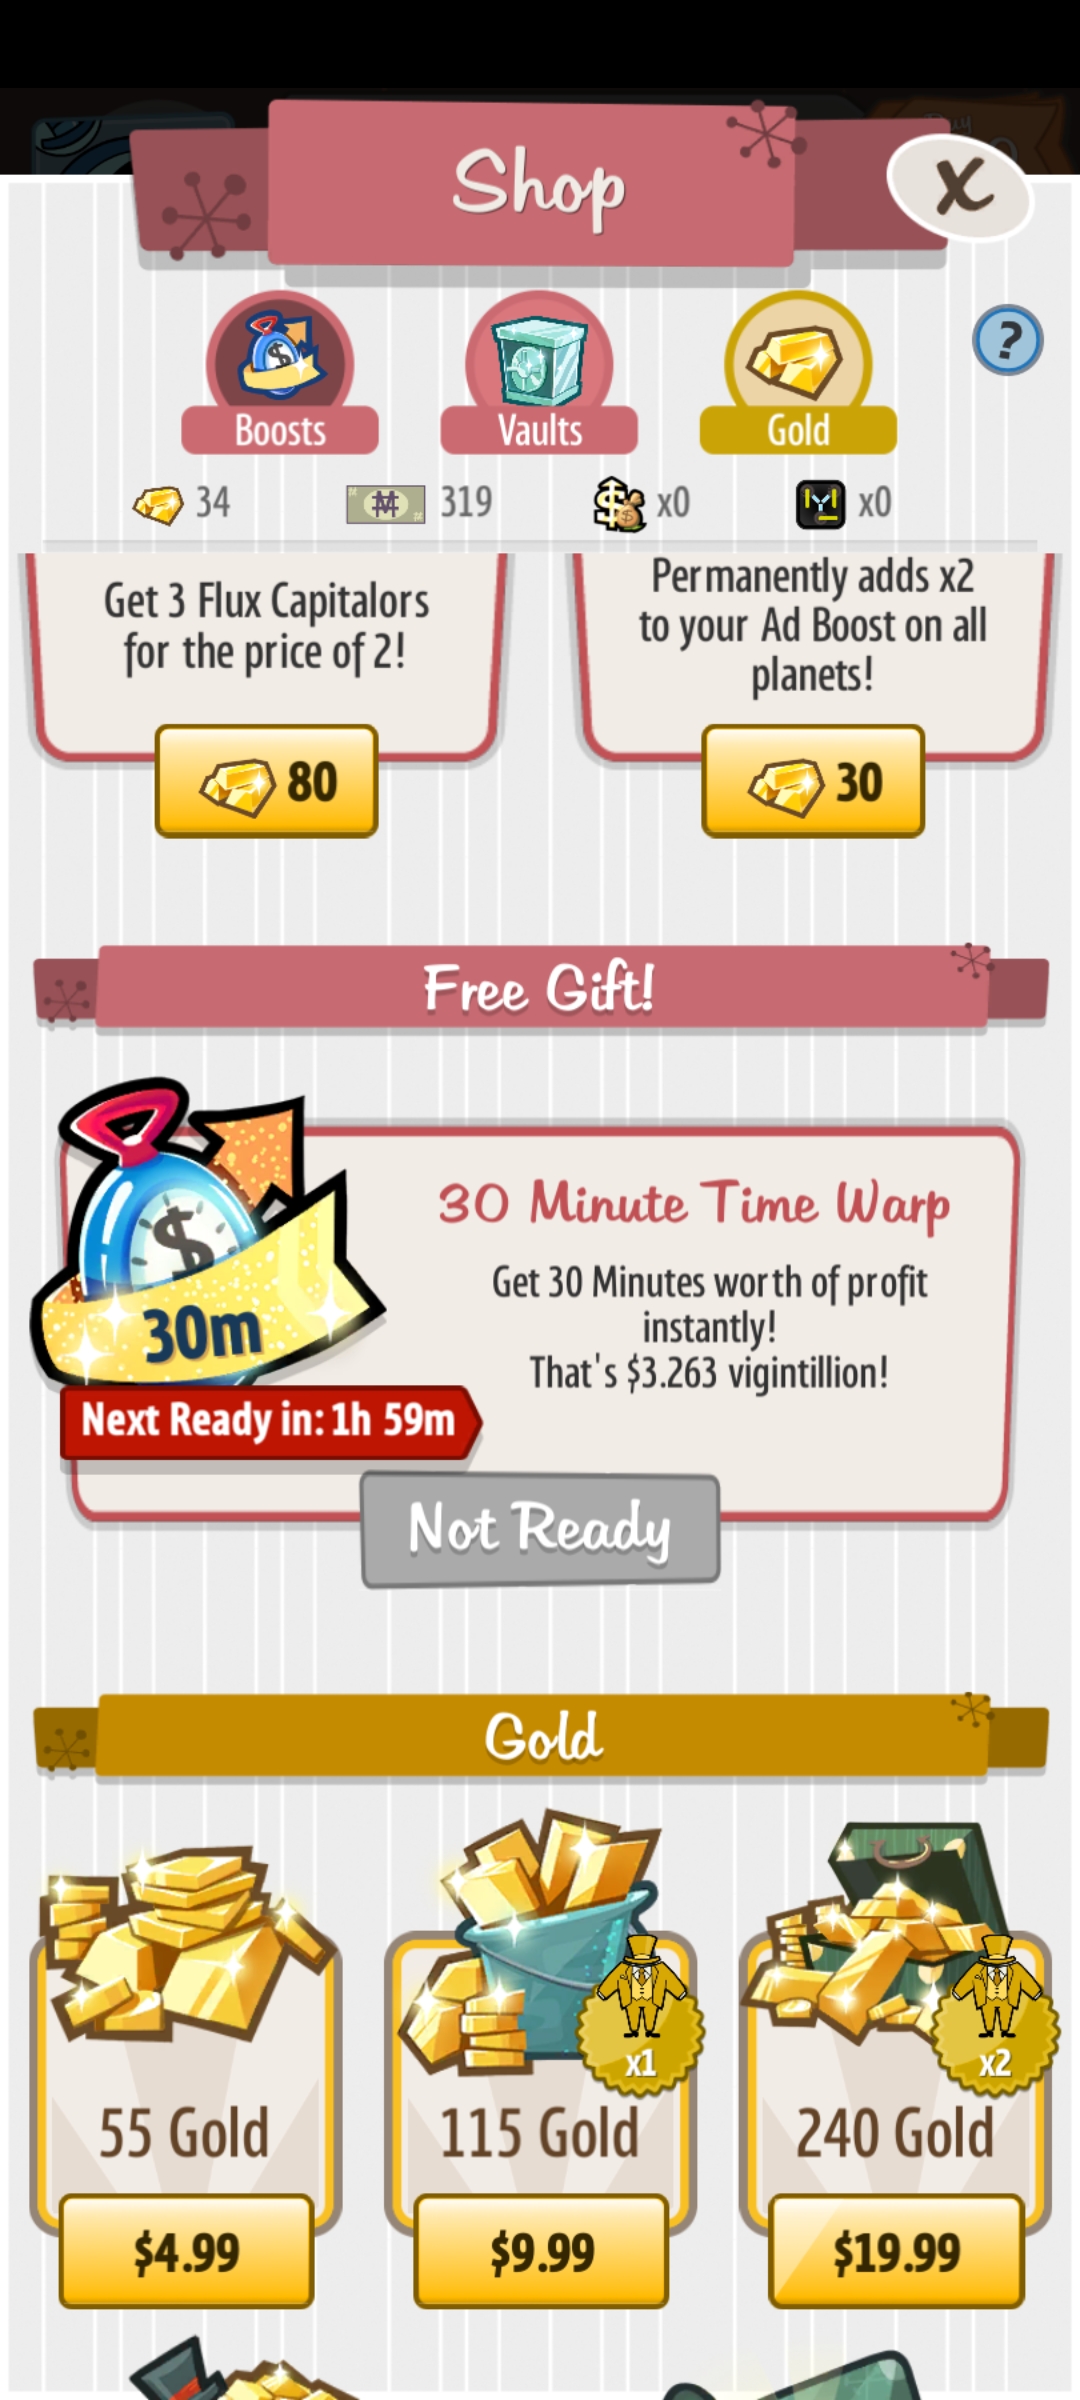 Shop
X
?
Boosts
Vaults
Gold
34
319
x0
x0
Get 3 Flux Capitalors
for the price of 2!
80
Permanently adds x2
to your Ad Boost on all
planets!
30
Free Gift!
30m
Next Ready in: 1h 59m
30 Minute Time Warp
Get 30 Minutes worth of profit
instantly!
That's $3.263 vigintillion!
Not Ready
Gold
55 Gold
$4.99
x1
115 Gold
$9.99
x2
240 Gold
$19.99